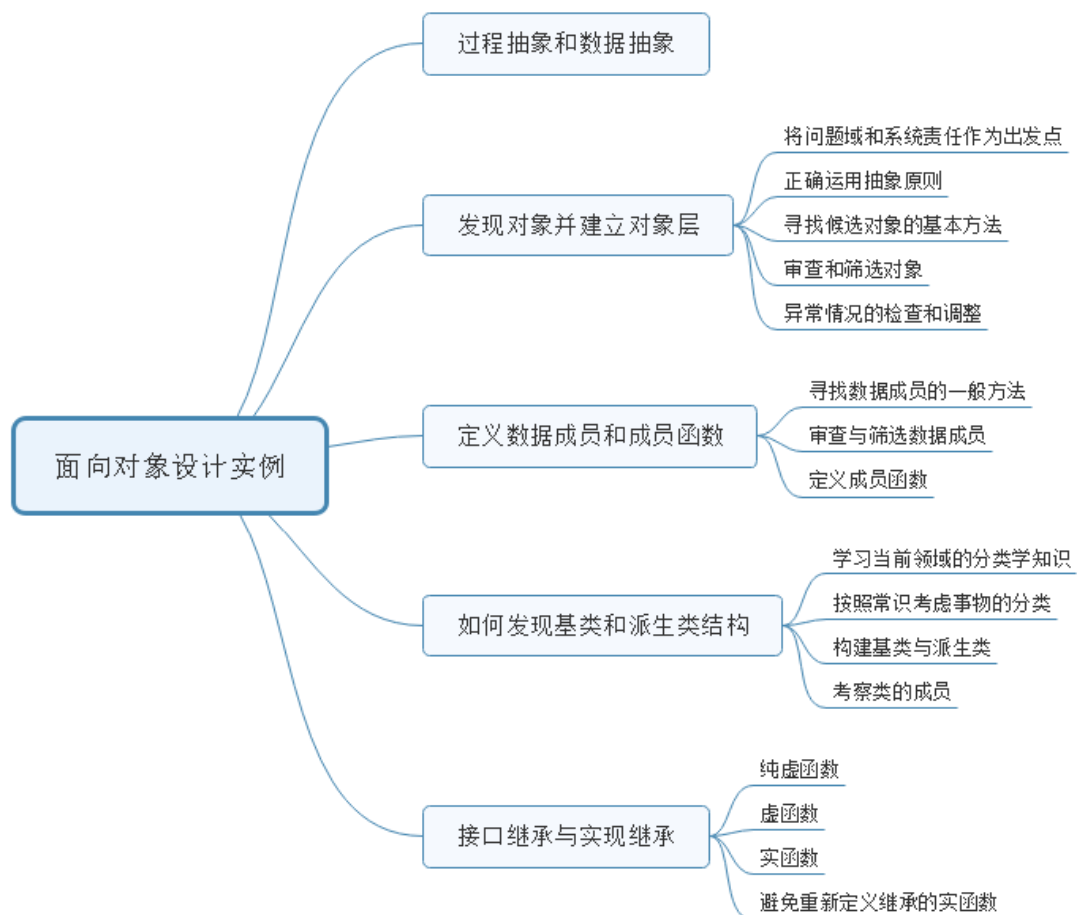 面向对象设计实例
过程抽象和数据抽象
发现对象并建立对象层
将问题域和系统责任作为出发点
正确运用抽象原则
寻找候选对象的基本方法
审查和筛选对象
异常情况的检查和调整
定义数据成员和成员函数
寻找数据成员的一般方法
审查与筛选数据成员
定义成员函数
如何发现基类和派生类结构
学习当前领域的分类学知识
按照常识考虑事物的分类
构建基类与派生类
考察类的成员
接口继承与实现继承
纯虚函数
虚函数
实函数
避免重新定义继承的实函数